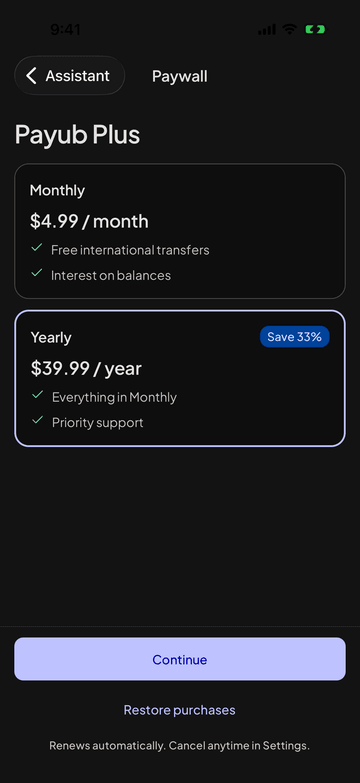 9:41
Assistant
Paywall
Payub Plus
Monthly
$4.99 / month
Free international transfers
Interest on balances
Yearly
Save 33%
$39.99 / year
Everything in Monthly
Priority support
Continue
Restore purchases
Renews automatically. Cancel anytime in Settings.